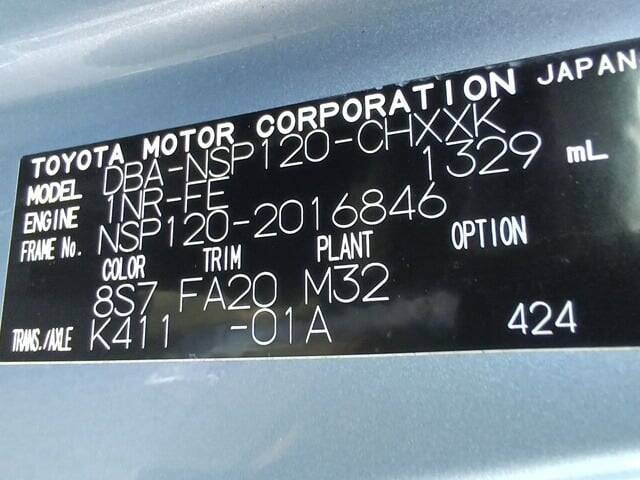 TOYOTA MOTOR CORPORATION JAPAN
MODEL DBA-NSP120-CHXXK
ENGINE 1NR-FE 1329 mL
FRAME No. NSP120-2016846
COLOR TRIM PLANT OPTION
8S7 FA20 M32
TRANS./AXLE K411 -01A 424